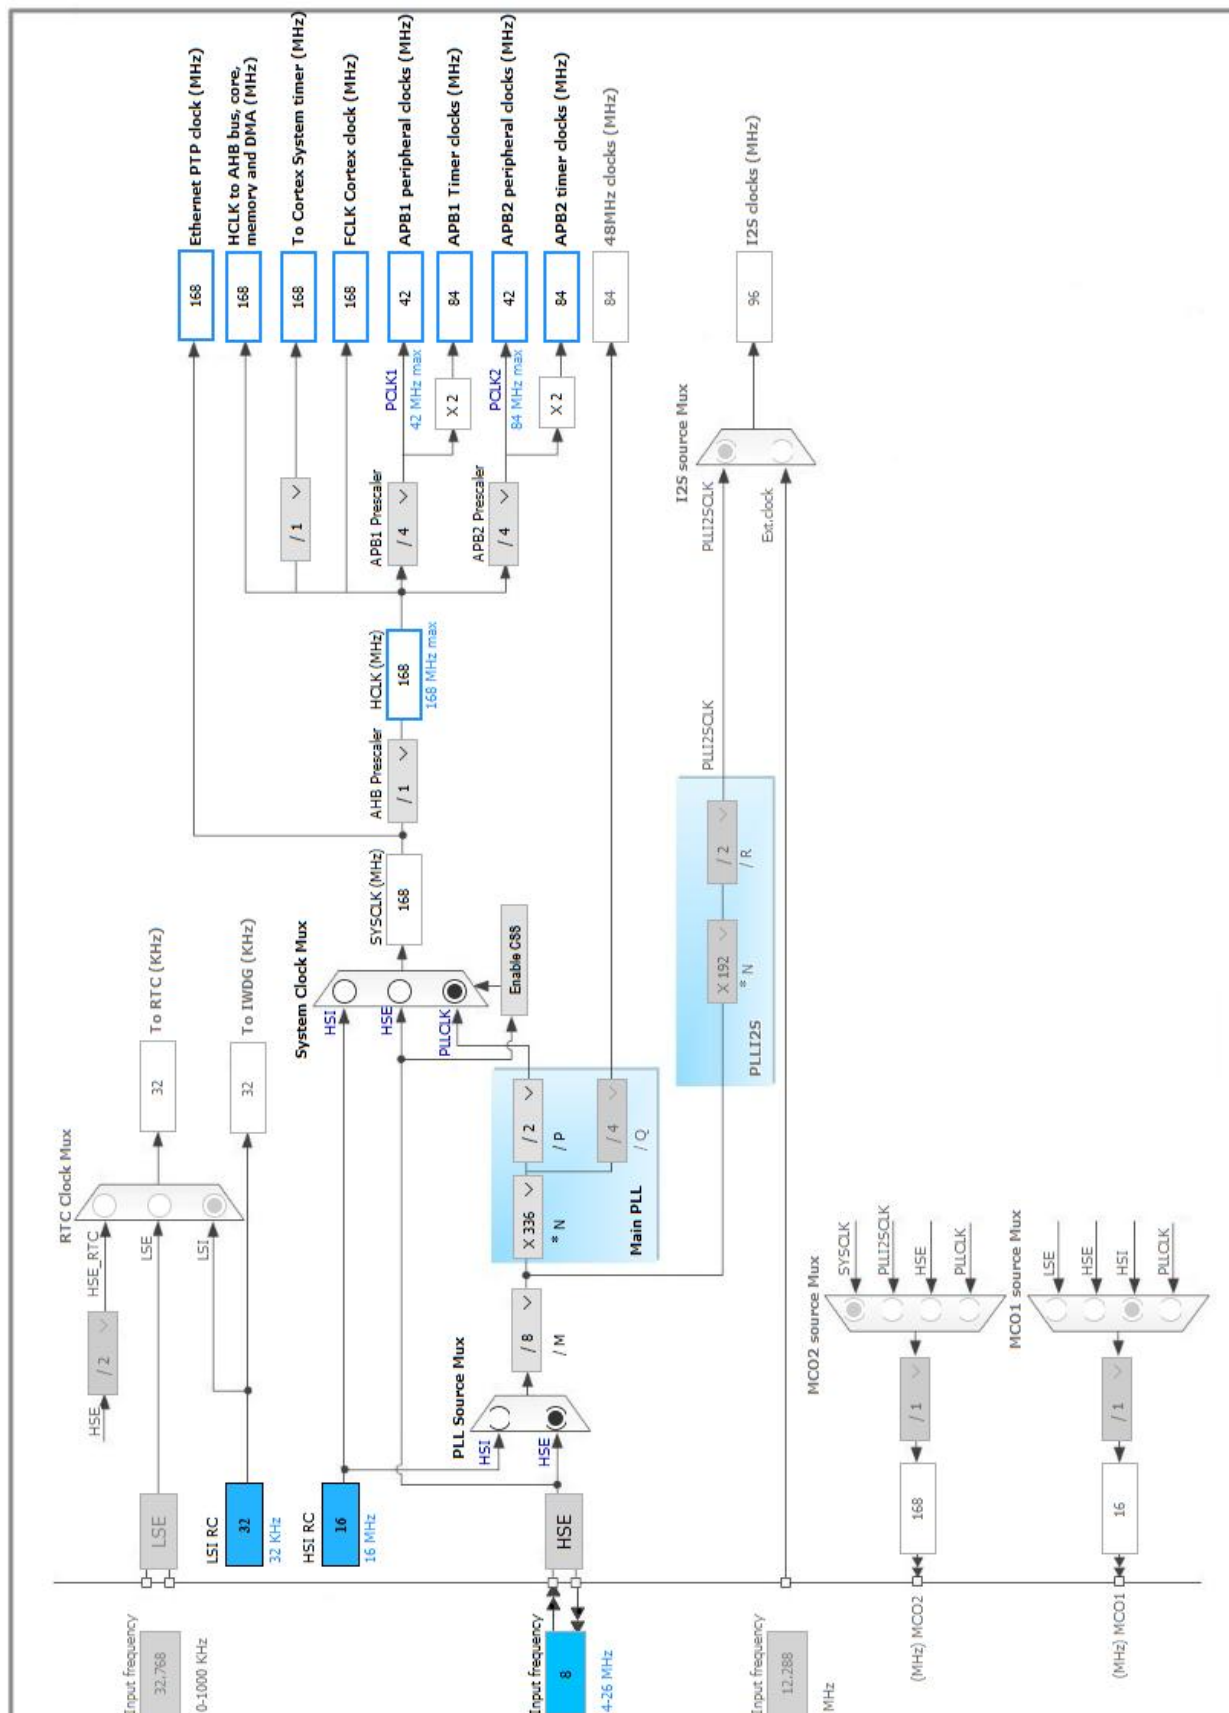 Input frequency
32.768
0-1000 KHz
LSE
HSE
/ 2
HSE_RTC
LSE
LSI
RTC Clock Mux
32
To RTC (KHz)
LSI RC
32
32 KHz
32
To IWDG (KHz)
HSI RC
16
16 MHz
System Clock Mux
HSI
HSE
PLLCLK
Enable CSS
SYSCLK (MHz)
168
AHB Prescaler
/ 1
HCLK (MHz)
168
168 MHz max
168
Ethernet PTP clock (MHz)
168
HCLK to AHB bus, core,
memory and DMA (MHz)
/ 1
168
To Cortex System timer (MHz)
168
FCLK Cortex clock (MHz)
APB1 Prescaler
/ 4
PCLK1
42 MHz max
42
APB1 peripheral clocks (MHz)
X 2
84
APB1 Timer clocks (MHz)
APB2 Prescaler
/ 4
PCLK2
84 MHz max
42
APB2 peripheral clocks (MHz)
X 2
84
APB2 timer clocks (MHz)
84
48MHz clocks (MHz)
Input frequency
8
4-26 MHz
HSE
PLL Source Mux
HSI
HSE
/ 8
/ M
X 336
* N
/ 2
/ P
/ 4
/ Q
Main PLL
X 192
* N
/ 2
/ R
PLLI2S
PLLI2SCLK
PLLI2SCLK
I2S source Mux
Ext.clock
96
I2S clocks (MHz)
Input frequency
12.288
MHz
MCO2 source Mux
SYSCLK
PLLI2SCLK
HSE
PLLCLK
/ 1
168
(MHz) MCO2
MCO1 source Mux
LSE
HSE
HSI
PLLCLK
/ 1
16
(MHz) MCO1